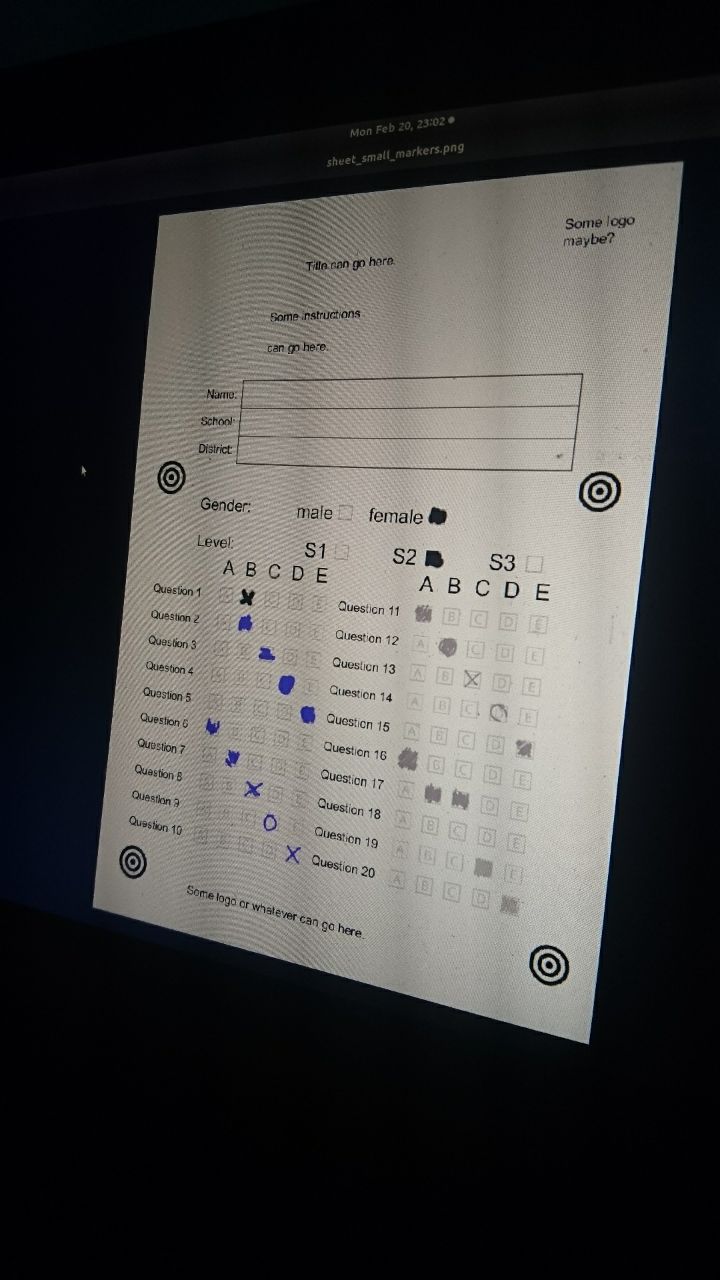 Mon Feb 20, 23:02
sheet_small_markers.png
Some logo
maybe?
Title can go here.
Some instructions
can go here.
Name:
School:
District:
Gender: male female
Level: S1 S2 S3
A B C D E
A B C D E
Question 1
Question 2
Question 3
Question 4
Question 5
Question 6
Question 7
Question 8
Question 9
Question 10
Question 11 B C D E
Question 12 A C D E
Question 13 A B D E
Question 14 A B C E
Question 15 A B C D
Question 16 B C D E
Question 17 A D E
Question 18 A B C D E
Question 19 A B C E
Question 20 A B C D
Some logo or whatever can go here.